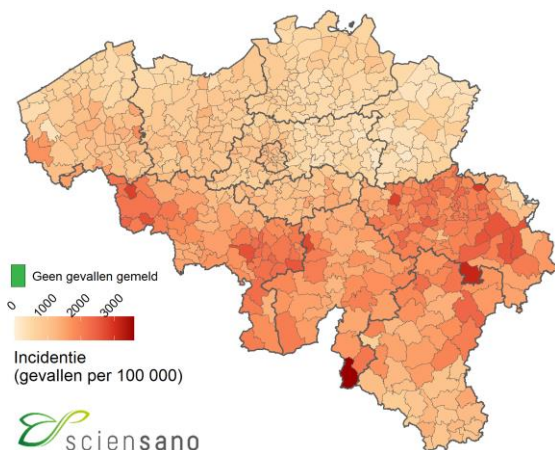 Geen gevallen gemeld
0 1000 2000 3000
Incidentie
(gevallen per 100 000)
sciensano